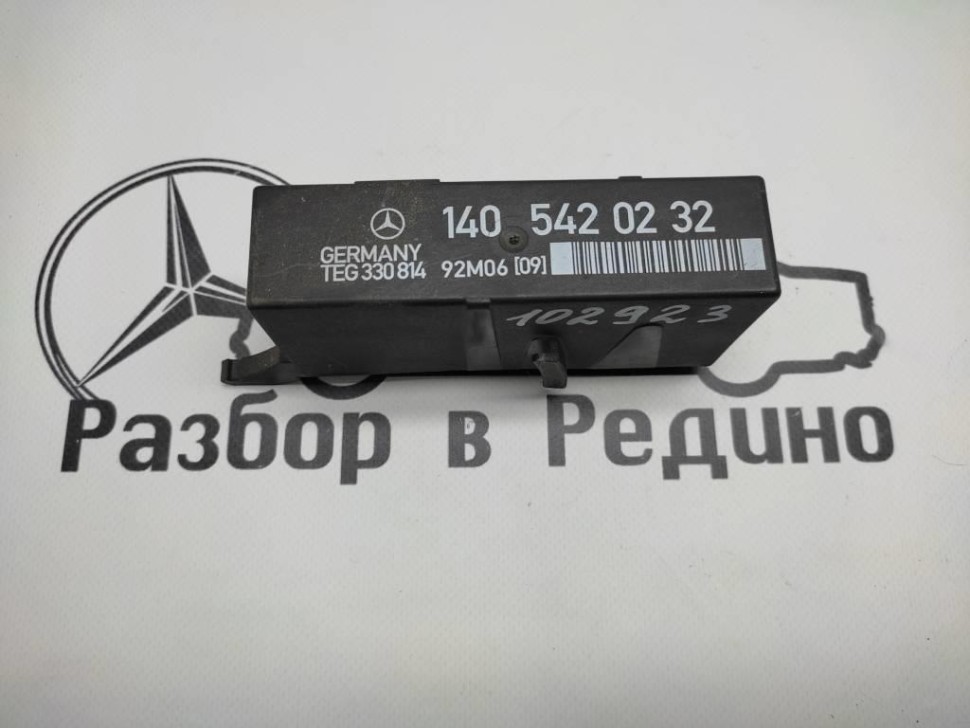 140 542 02 32
GERMANY
TEG 330 814 92M06 [09]
102923
Разбор в Редино